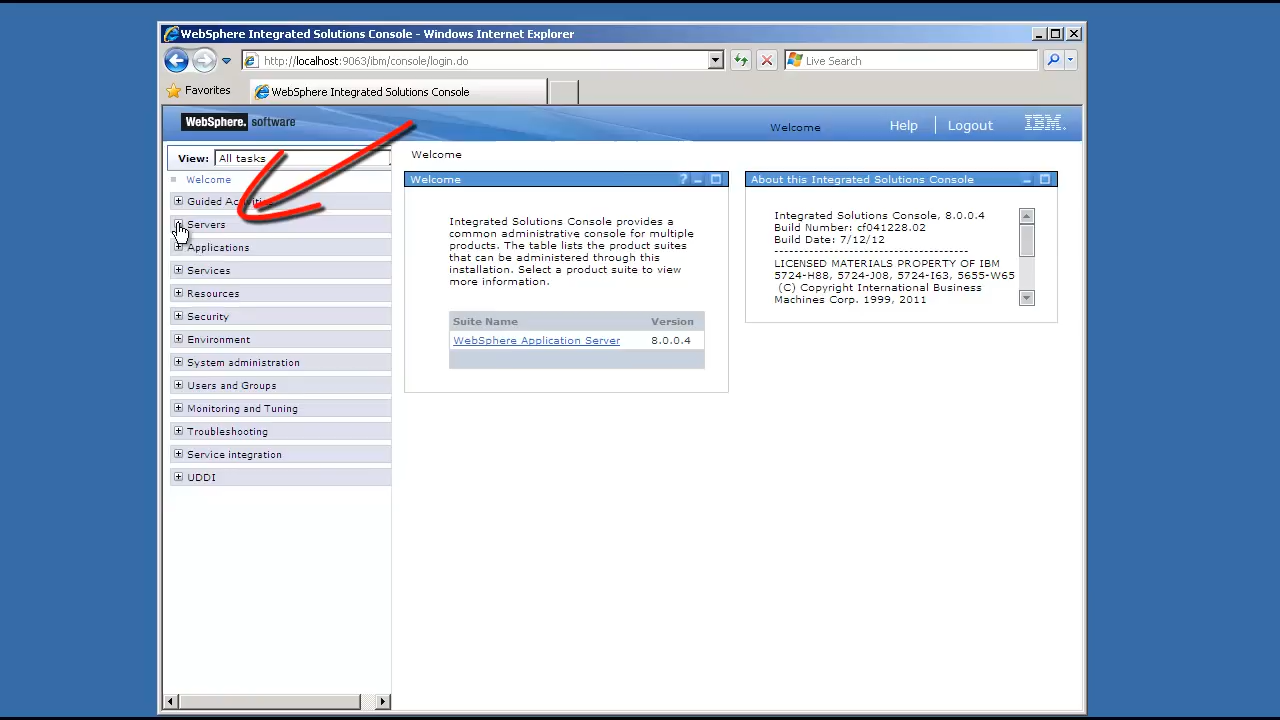 WebSphere Integrated Solutions Console - Windows Internet Explorer
http://localhost:9063/ibm/console/login.do
Live Search
Favorites
WebSphere Integrated Solutions Console
WebSphere. software
Welcome
Help
Logout
IBM.
View: All tasks
Welcome
Guided
Servers
Applications
Services
Resources
Security
Environment
System administration
Users and Groups
Monitoring and Tuning
Troubleshooting
Service integration
UDDI
Welcome
Welcome
Integrated Solutions Console provides a
common administrative console for multiple
products. The table lists the product suites
that can be administered through this
installation. Select a product suite to view
more information.
Suite Name Version
WebSphere Application Server 8.0.0.4
About this Integrated Solutions Console
Integrated Solutions Console, 8.0.0.4
Build Number: cf041228.02
Build Date: 7/12/12
----------------------------------
LICENSED MATERIALS PROPERTY OF IBM
5724-H88, 5724-J08, 5724-I63, 5655-W65
(C) Copyright International Business
Machines Corp. 1999, 2011